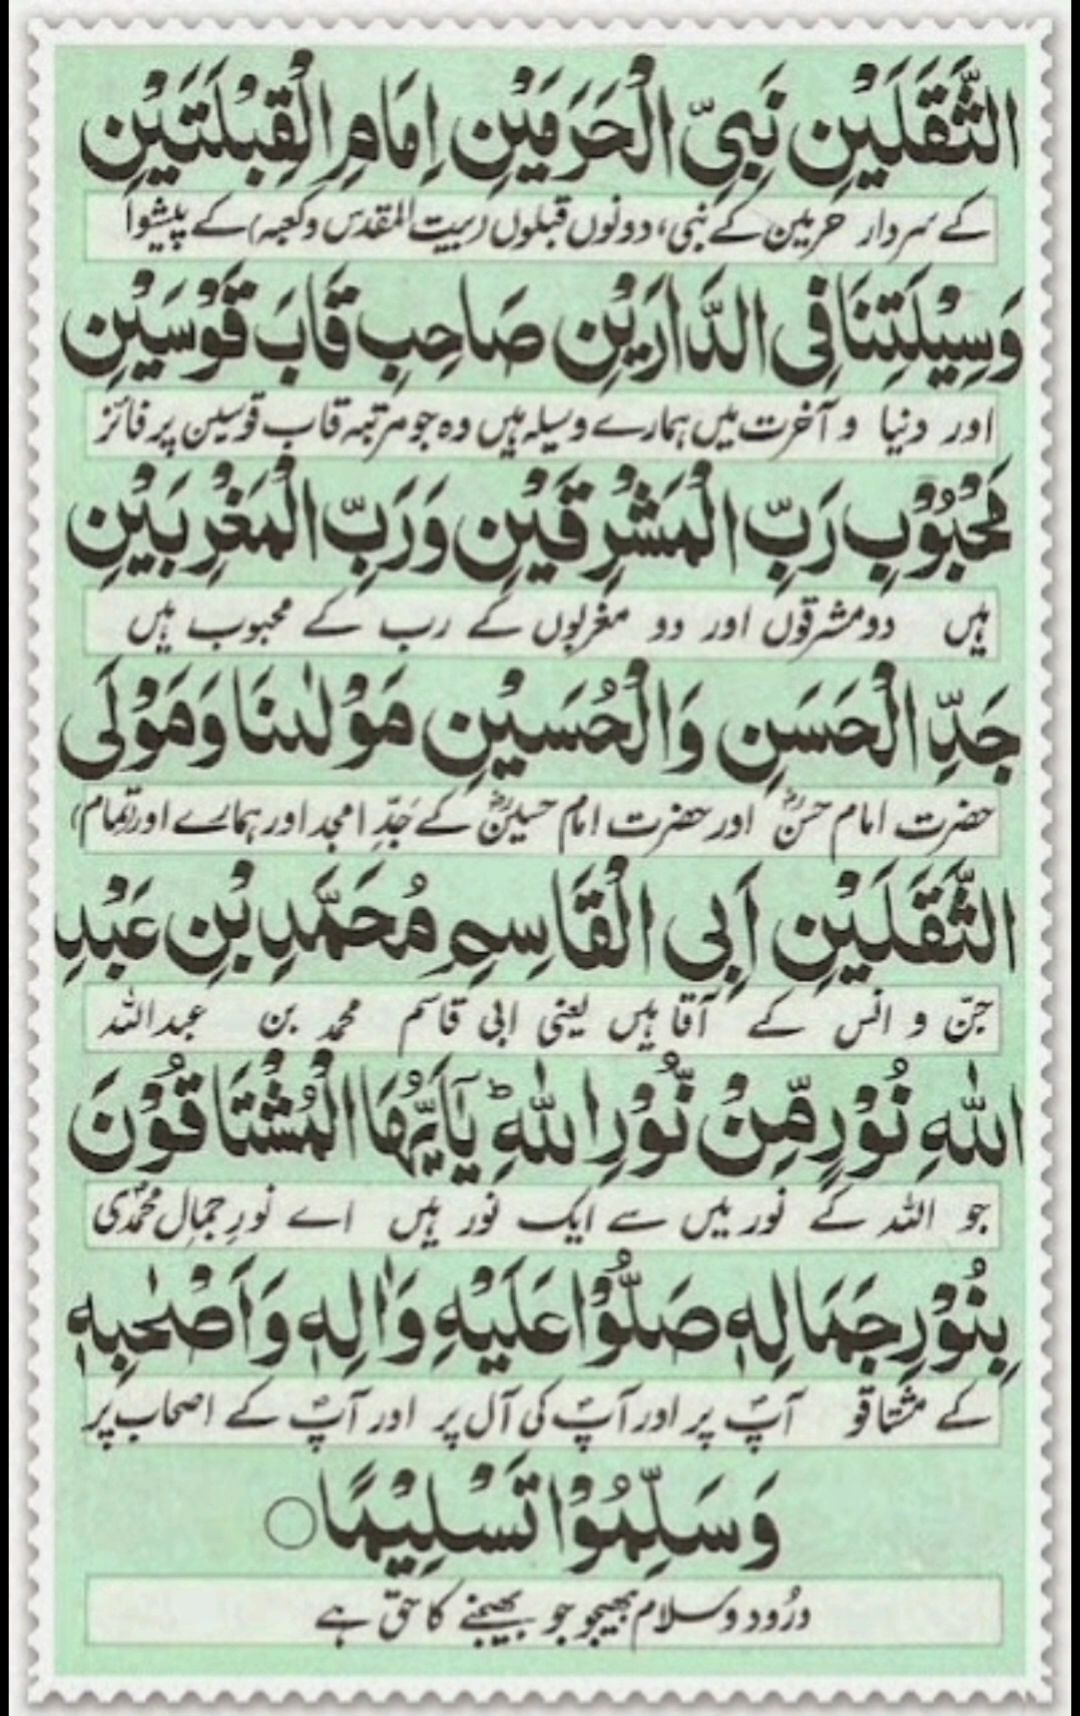 الثَّقَلَيْنِ نَبِيِّ الْحَرَمَيْنِ اِمَامِ الْقِبْلَتَيْنِ
کے سردار حرمین کے نبی، دونوں قبلوں (بیت المقدس و کعبہ) کے پیشوا
وَسِيْلَتِنَا فِي الدَّارَيْنِ صَاحِبِ قَابَ قَوْسَيْنِ
اور دنیا و آخرت میں ہمارے وسیلہ ہیں وہ جو مرتبہ قاب قوسین پر فائز
مَحْبُوْبِ رَبِّ الْمَشْرِقَيْنِ وَرَبِّ الْمَغْرِبَيْنِ
ہیں دو مشرقوں اور دو مغربوں کے رب کے محبوب ہیں
جَدِّ الْحَسَنِ وَالْحُسَيْنِ مَوْلٰىنَا وَمَوْلَى
حضرت امام حسنؓ اور حضرت امام حسینؓ کے جَدِّ امجد اور ہمارے اور (تمام)
الثَّقَلَيْنِ اَبِى الْقَاسِمِ مُحَمَّدِ بْنِ عَبْدِ
جنّ و انس کے آقا ہیں یعنی ابی قاسم محمد بن عبداللہ
اللّٰهِ نُوْرٍ مِّنْ نُّوْرِ اللّٰهِ ؕ يٰۤاَيُّهَا الْمُشْتَاقُوْنَ
جو اللہ کے نور میں سے ایک نور ہیں اے نورِ جمالِ محمدؐی
بِنُوْرِ جَمَالِهٖ صَلُّوْا عَلَيْهِ وَاٰلِهٖ وَاَصْحٰبِهٖ
کے مشتاقو آپؐ پر اور آپؐ کی آل پر اور آپؐ کے اصحاب پر
وَسَلِّمُوْا تَسْلِيْمًا ○
درُود و سلام بھیجو جو بھیجنے کا حق ہے